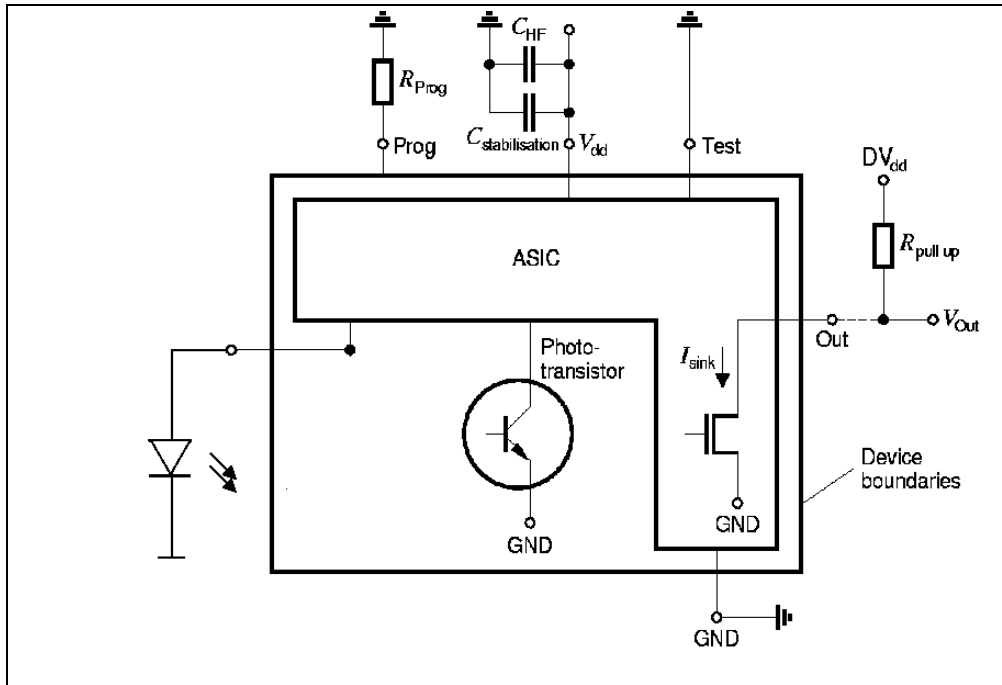 C_HF
R_Prog
Prog
C_stabilisation
V_dd
Test
DV_dd
ASIC
R_pull up
Photo-
transistor
I_sink
Out
V_Out
Device
boundaries
GND
GND
GND